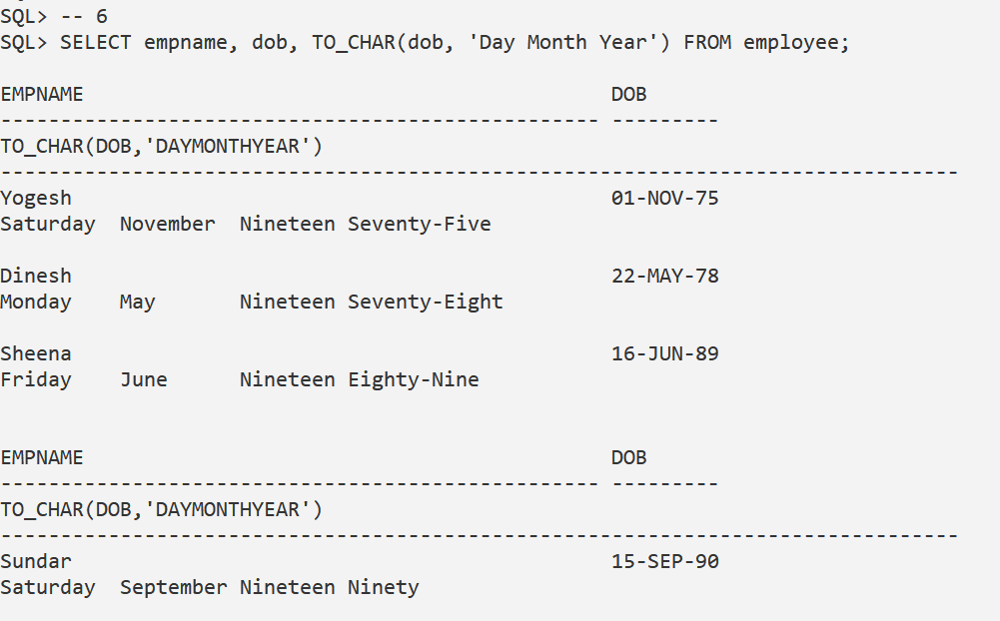 SQL> -- 6
SQL> SELECT empname, dob, TO_CHAR(dob, 'Day Month Year') FROM employee;
EMPNAME                                            DOB
-------------------------------------------------- ---------
TO_CHAR(DOB,'DAYMONTHYEAR')
--------------------------------------------------------------------------------
Yogesh                                             01-NOV-75
Saturday  November  Nineteen Seventy-Five
Dinesh                                             22-MAY-78
Monday    May       Nineteen Seventy-Eight
Sheena                                             16-JUN-89
Friday    June      Nineteen Eighty-Nine
EMPNAME                                            DOB
-------------------------------------------------- ---------
TO_CHAR(DOB,'DAYMONTHYEAR')
--------------------------------------------------------------------------------
Sundar                                             15-SEP-90
Saturday  September Nineteen Ninety